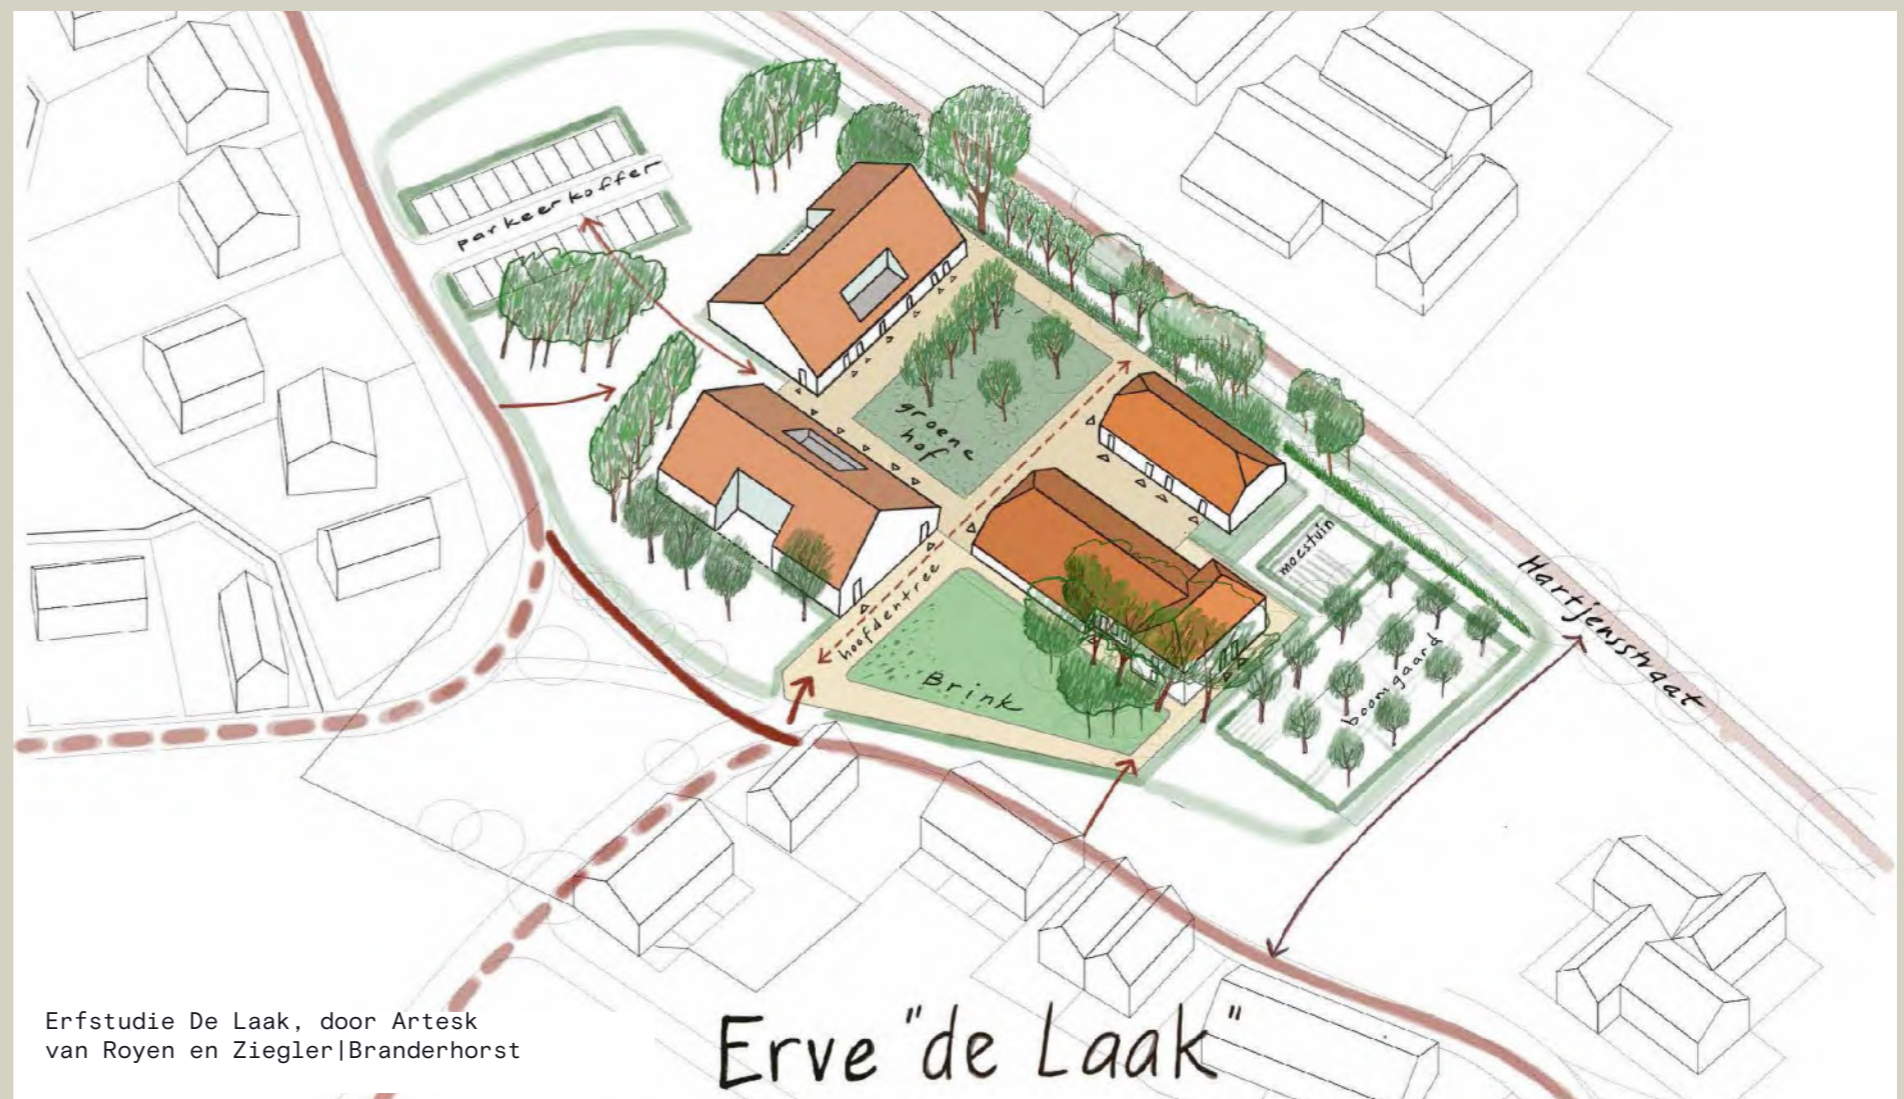 parkeerkoffer
groene
hof
moestuin
Hartjensstraat
hoofdentree
Brink
boomgaard
Erfstudie De Laak, door Artesk
van Royen en Ziegler|Branderhorst
Erve "de Laak"